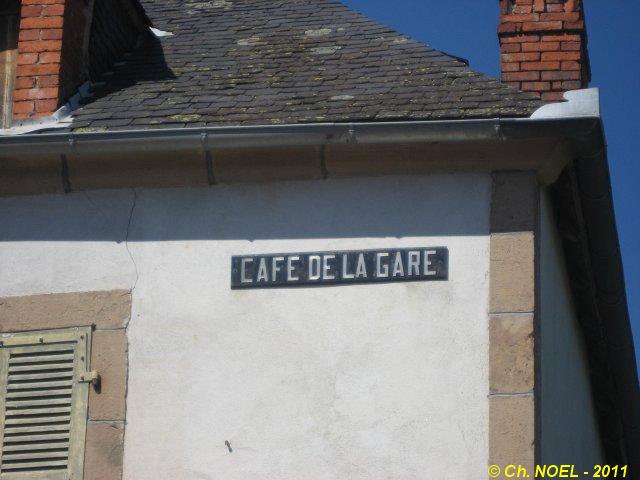 CAFE DE LA GARE
© Ch. NOEL - 2011